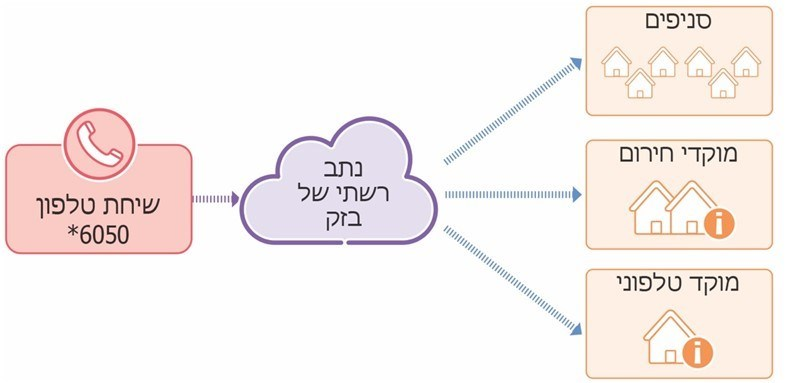 סניפים
מוקדי חירום
מוקד טלפוני
נתב
רשתי של
בזק
שיחת טלפון
*6050